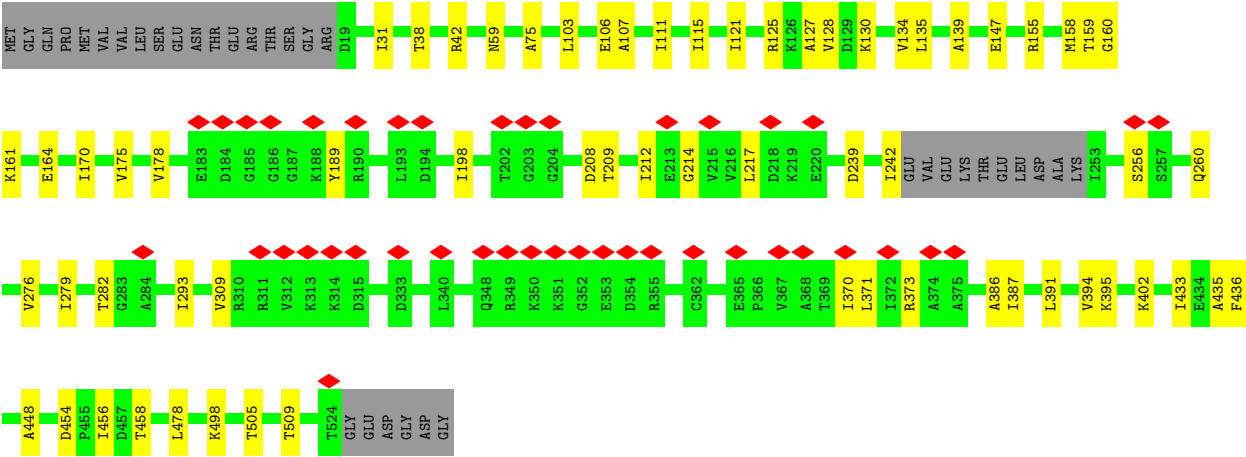 MET GLY GLN PRO MET VAL VAL LEU SER GLU ASN THR GLU ARG THR SER GLY ARG D19 I31 T38 R42 N59 A75 L103 E106 A107 I111 I115 I121 R125 K126 A127 V128 D129 K130 V134 L135 A139 E147 R155 M158 T159 G160
K161 E164 I170 V175 V178 E183 D184 G185 G186 G187 K188 Y189 R190 L193 D194 I198 T202 G203 G204 D208 T209 I212 E213 G214 V215 V216 L217 D218 K219 E220 D239 I242 GLU VAL GLU LYS THR GLU LEU ASP ALA LYS I253 S256 S257 Q260
V276 I279 T282 G283 A284 I293 V309 R310 R311 V312 K313 K314 D315 D333 L340 Q348 R349 K350 K351 G352 E353 D354 R355 C362 E365 P366 V367 A368 T369 I370 L371 I372 R373 A374 A375 A386 I387 L391 V394 K395 K402 I433 E434 A435 F436
A448 D454 P455 I456 D457 T458 L478 K498 T505 T509 T524 GLY GLU ASP GLY ASP GLY